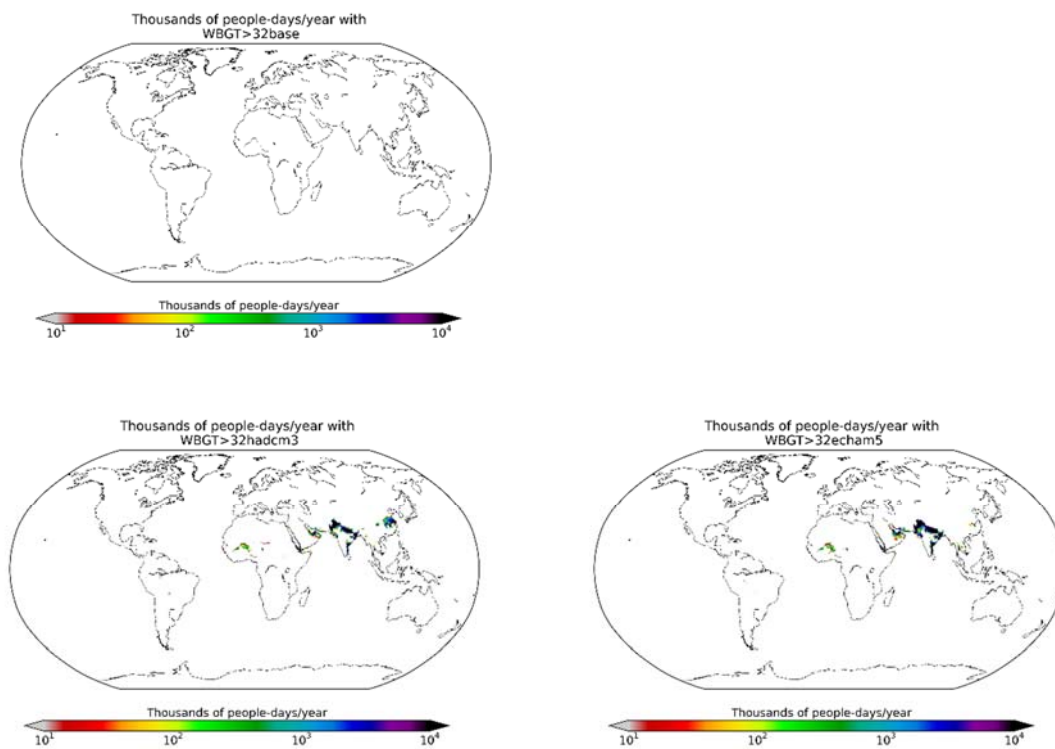 Thousands of people-days/year with
WBGT>32base
Thousands of people-days/year
10¹ 10² 10³ 10⁴
Thousands of people-days/year with
WBGT>32hadcm3
Thousands of people-days/year
10¹ 10² 10³ 10⁴
Thousands of people-days/year with
WBGT>32echam5
Thousands of people-days/year
10¹ 10² 10³ 10⁴